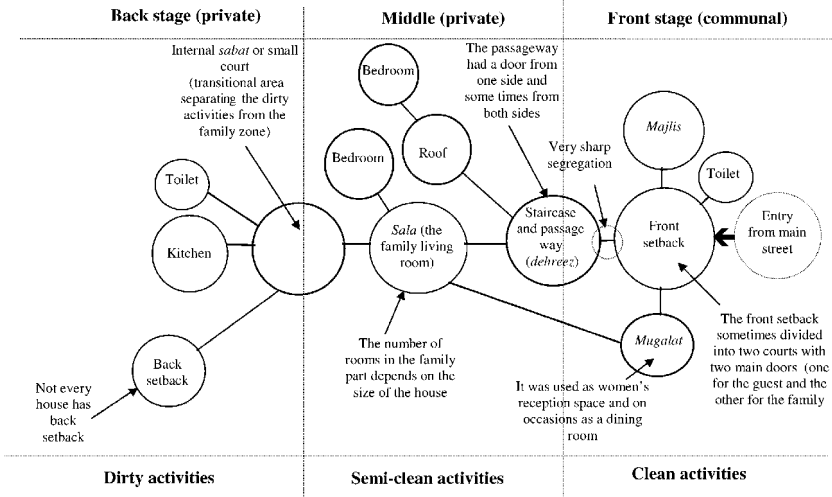 Back stage (private)
Middle (private)
Front stage (communal)
Internal sabat or small
court
(transitional area
separating the dirty
activities from the
family zone)
The passageway
had a door from
one side and
some times from
both sides
Bedroom
Bedroom
Roof
Very sharp
segregation
Majlis
Toilet
Toilet
Kitchen
Sala (the
family living
room)
Staircase
and passage
way
(dehreez)
Front
setback
Entry
from main
street
Back
setback
Not every
house has
back
setback
The number of
rooms in the family
part depends on the
size of the house
Mugalat
It was used as women's
reception space and on
occasions as a dining
room
The front setback
sometimes divided
into two courts with
two main doors (one
for the guest and the
other for the family
Dirty activities
Semi-clean activities
Clean activities